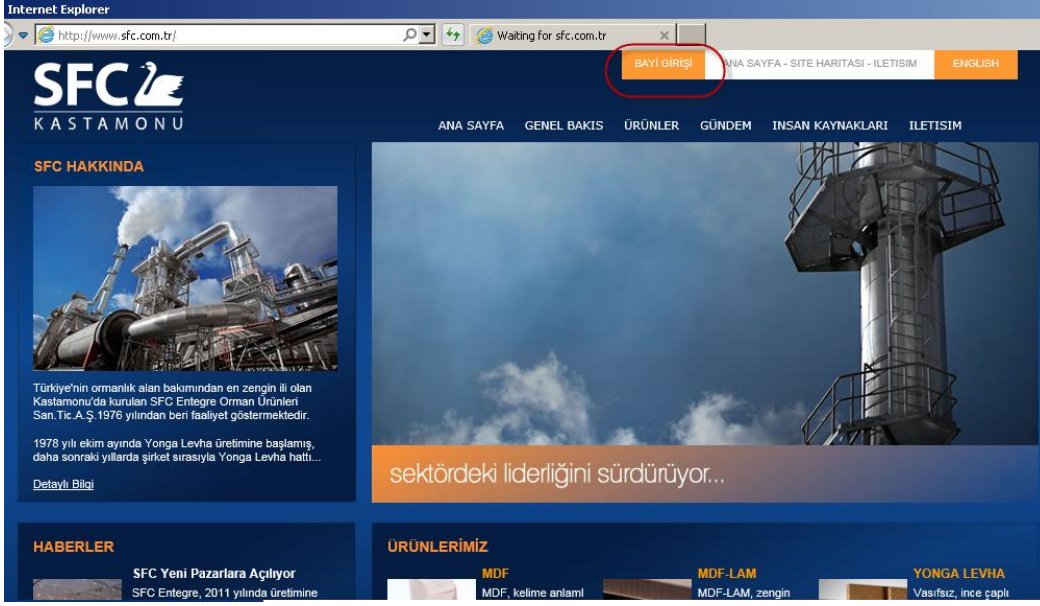 Internet Explorer
http://www.sfc.com.tr/
Waiting for sfc.com.tr
BAYİ GİRİŞİ
ANA SAYFA - SITE HARITASI - ILETISIM
ENGLISH
SFC
KASTAMONU
ANA SAYFA GENEL BAKIS ÜRÜNLER GÜNDEM INSAN KAYNAKLARI ILETISIM
SFC HAKKINDA
Türkiye'nin ormanlık alan bakımından en zengin ili olan
Kastamonu'da kurulan SFC Entegre Orman Ürünleri
San.Tic.A.Ş.1976 yılından beri faaliyet göstermektedir.
1978 yılı ekim ayında Yonga Levha üretimine başlamış,
daha sonraki yıllarda şirket sırasıyla Yonga Levha hattı...
Detaylı Bilgi
sektördeki liderliğini sürdürüyor...
HABERLER
SFC Yeni Pazarlara Açılıyor
SFC Entegre, 2011 yılında üretimine
ÜRÜNLERİMİZ
MDF
MDF, kelime anlaml
MDF-LAM
MDF-LAM, zengin
YONGA LEVHA
Vasıfsız, ince çaplı